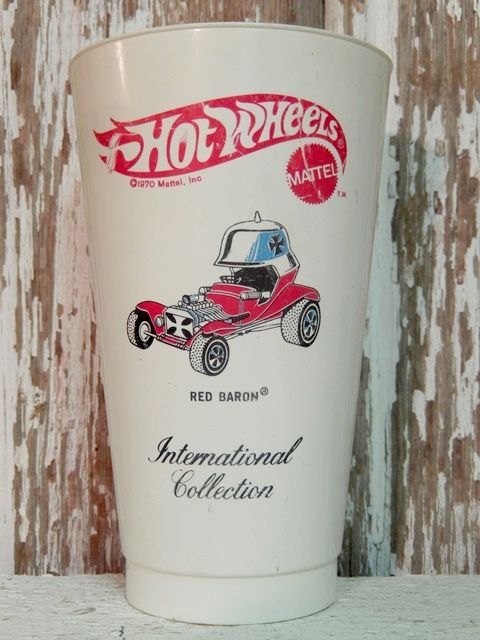 Hot Wheels®
MATTEL
T.M.
©1970 Mattel, Inc
RED BARON®
International
Collection